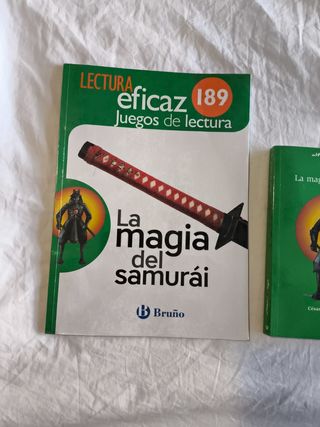 LECTURA
eficaz 189
Juegos de lectura
La
magia
del
samurái
Bruño
La mag
César